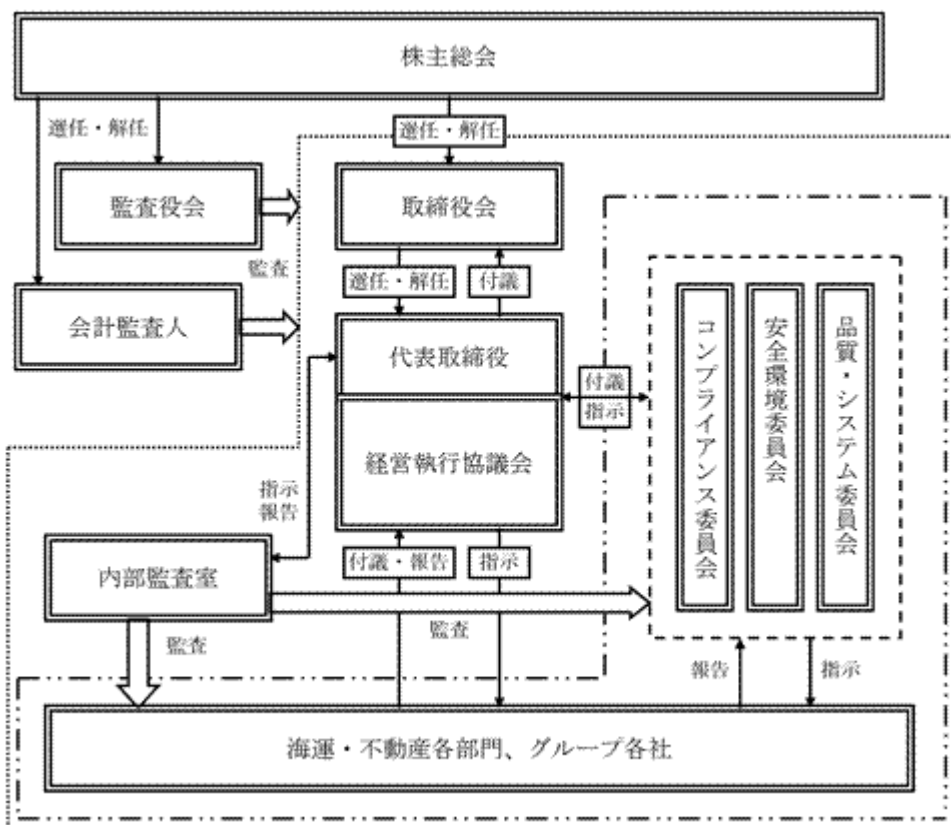 株主総会
選任・解任
選任・解任
監査役会
取締役会
監査
選任・解任
付議
会計監査人
代表取締役
付議
指示
経営執行協議会
コンプライアンス委員会
安全環境委員会
品質・システム委員会
指示
報告
付議・報告
指示
内部監査室
監査
監査
報告
指示
海運・不動産各部門、グループ各社